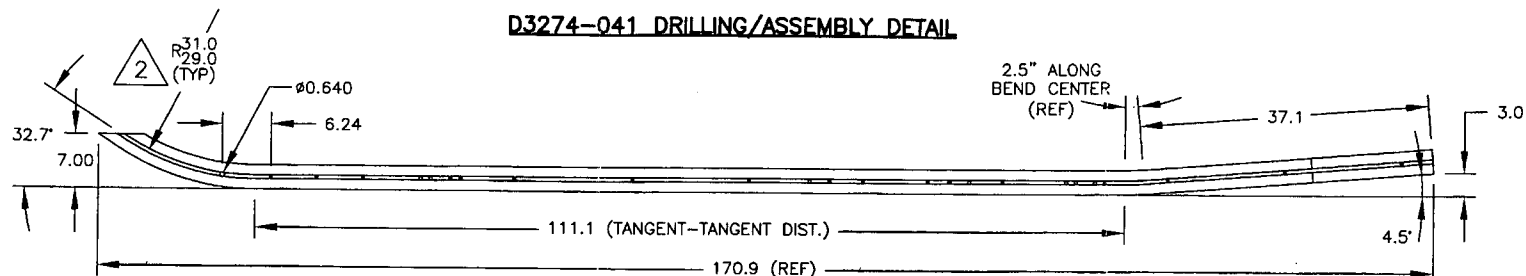 D3274-041 DRILLING/ASSEMBLY DETAIL
2
R31.0
29.0
(TYP)
ø0.640
6.24
32.7°
7.00
2.5" ALONG
BEND CENTER
(REF)
37.1
3.0
111.1 (TANGENT-TANGENT DIST.)
4.5°
170.9 (REF)